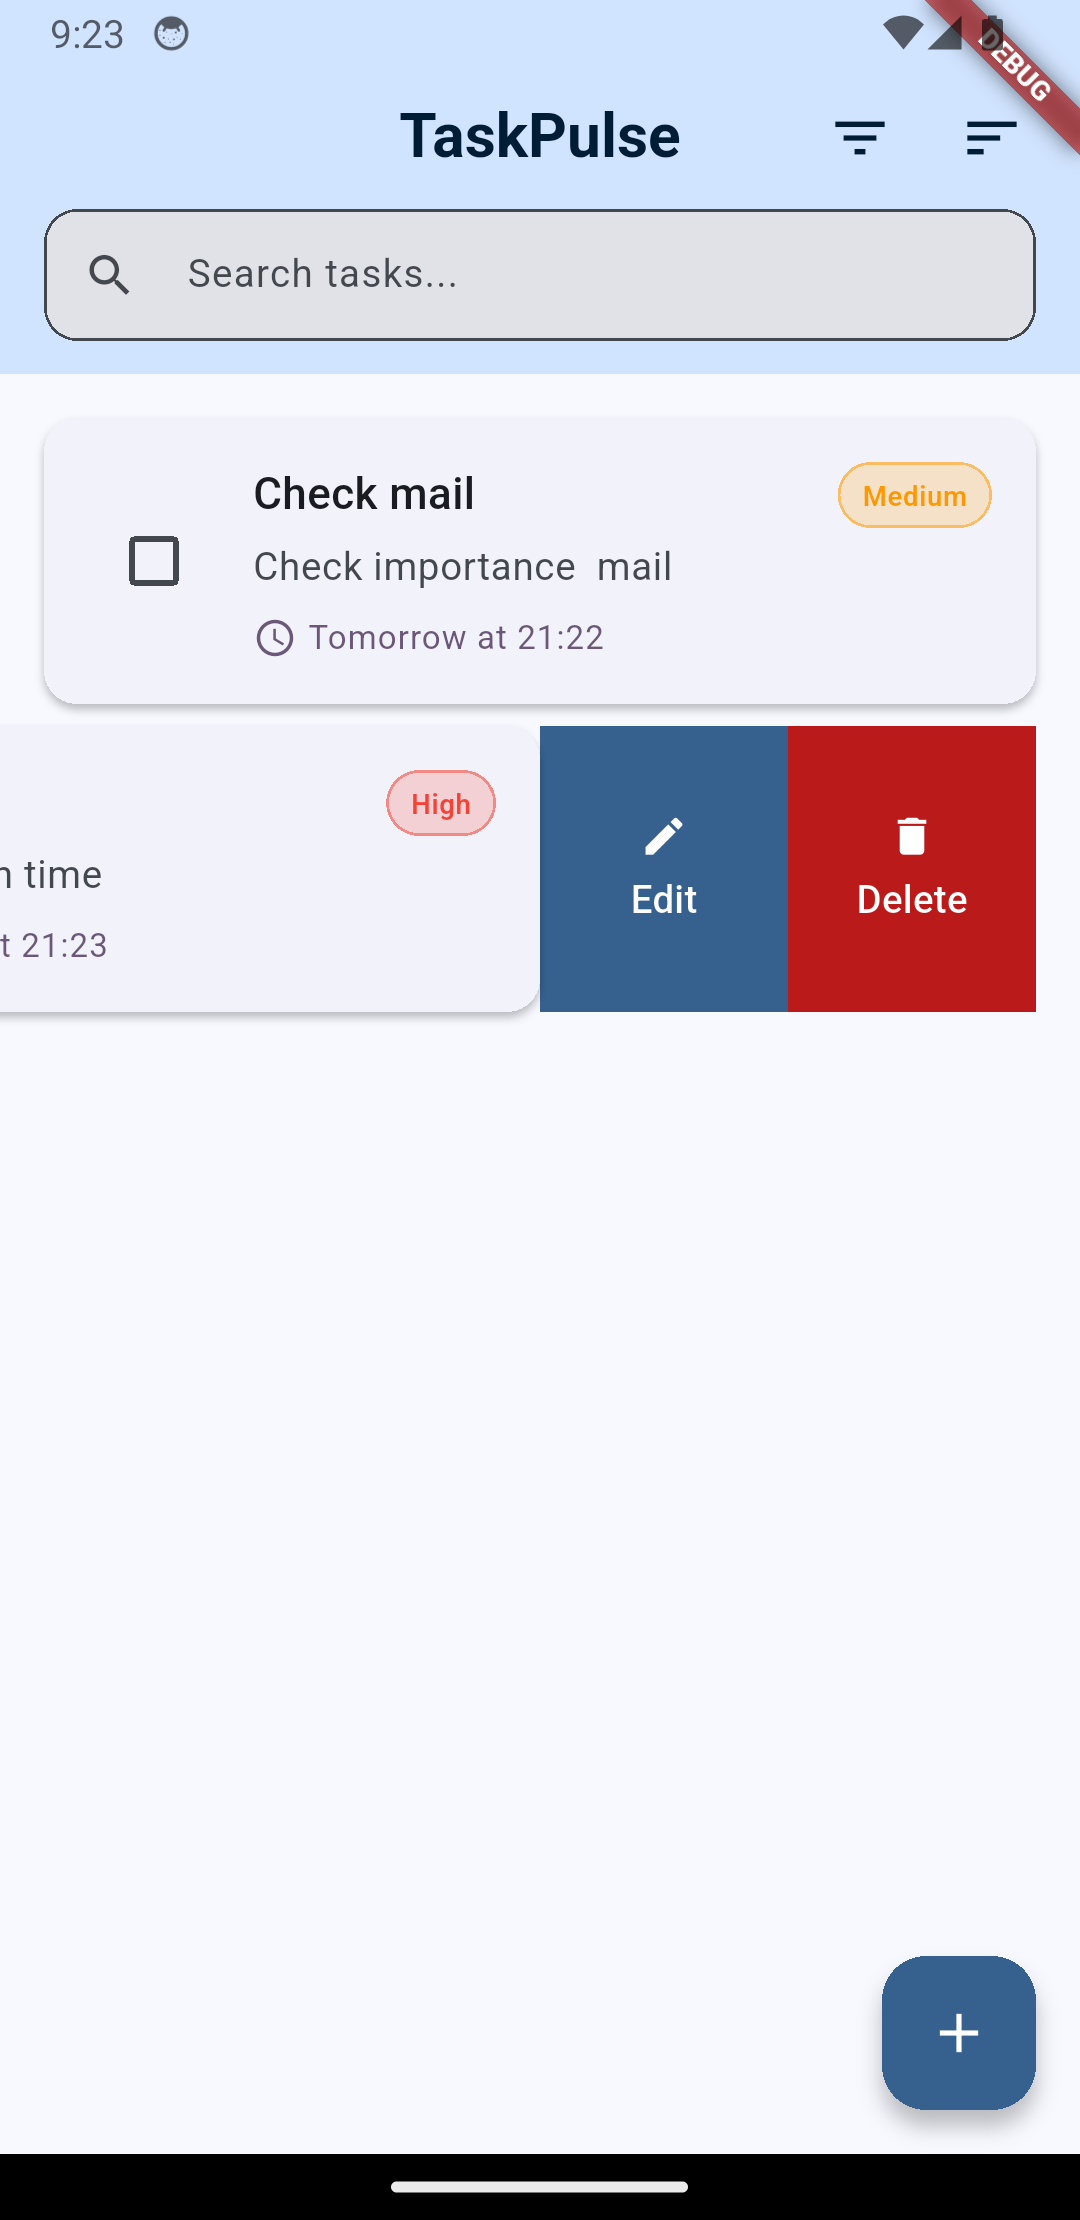 9:23
DEBUG
TaskPulse
Search tasks...
Check mail
Medium
Check importance  mail
Tomorrow at 21:22
High
time
21:23
Edit
Delete